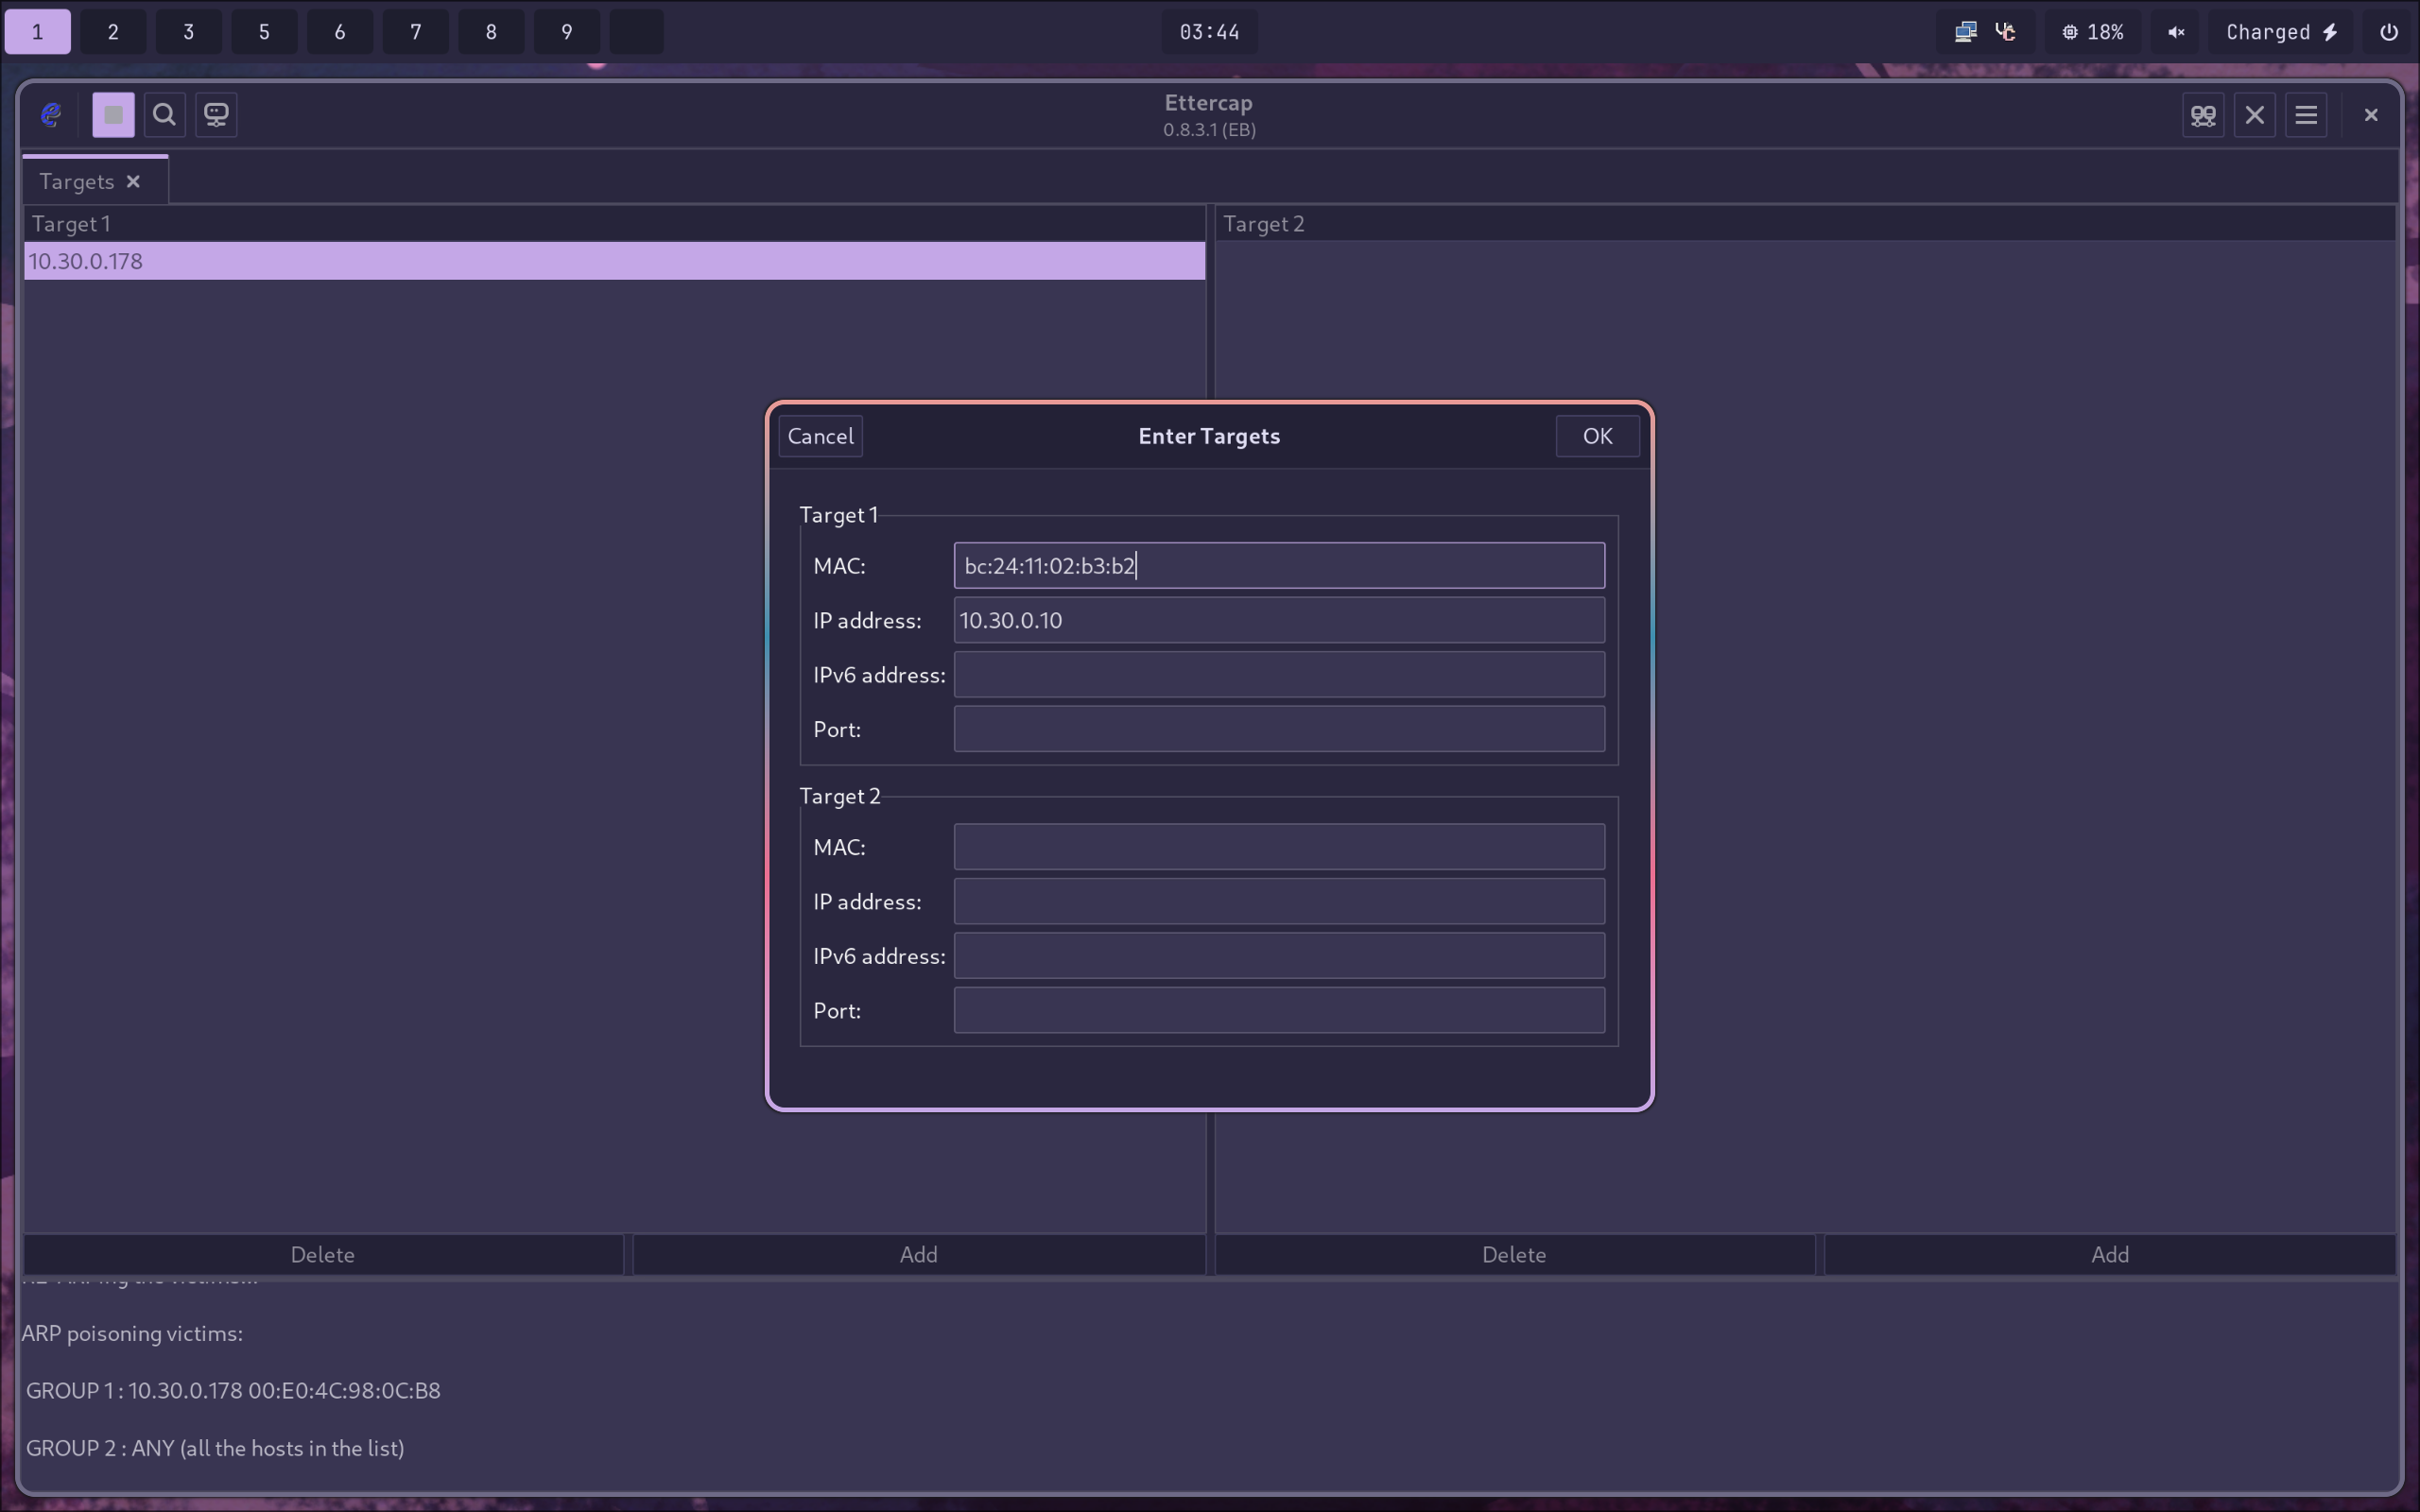 1 2 3 5 6 7 8 9
03:44
18%
Charged
Ettercap
0.8.3.1 (EB)
Targets
Target 1
Target 2
10.30.0.178
Cancel
Enter Targets
OK
Target 1
MAC:
bc:24:11:02:b3:b2
IP address:
10.30.0.10
IPv6 address:
Port:
Target 2
MAC:
IP address:
IPv6 address:
Port:
Delete
Add
Delete
Add
ARP poisoning victims:
GROUP 1 : 10.30.0.178 00:E0:4C:98:0C:B8
GROUP 2 : ANY (all the hosts in the list)